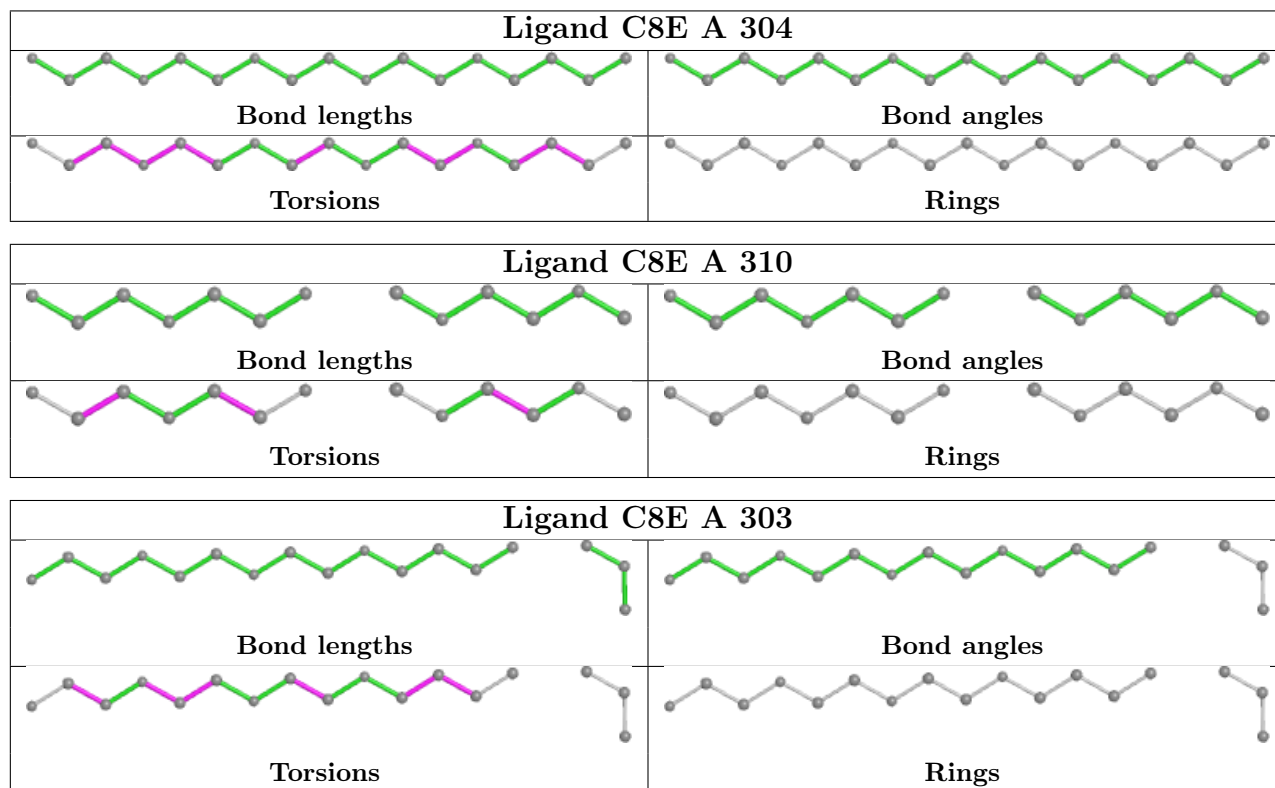 Ligand C8E A 304
Bond lengths
Bond angles
Torsions
Rings
Ligand C8E A 310
Bond lengths
Bond angles
Torsions
Rings
Ligand C8E A 303
Bond lengths
Bond angles
Torsions
Rings